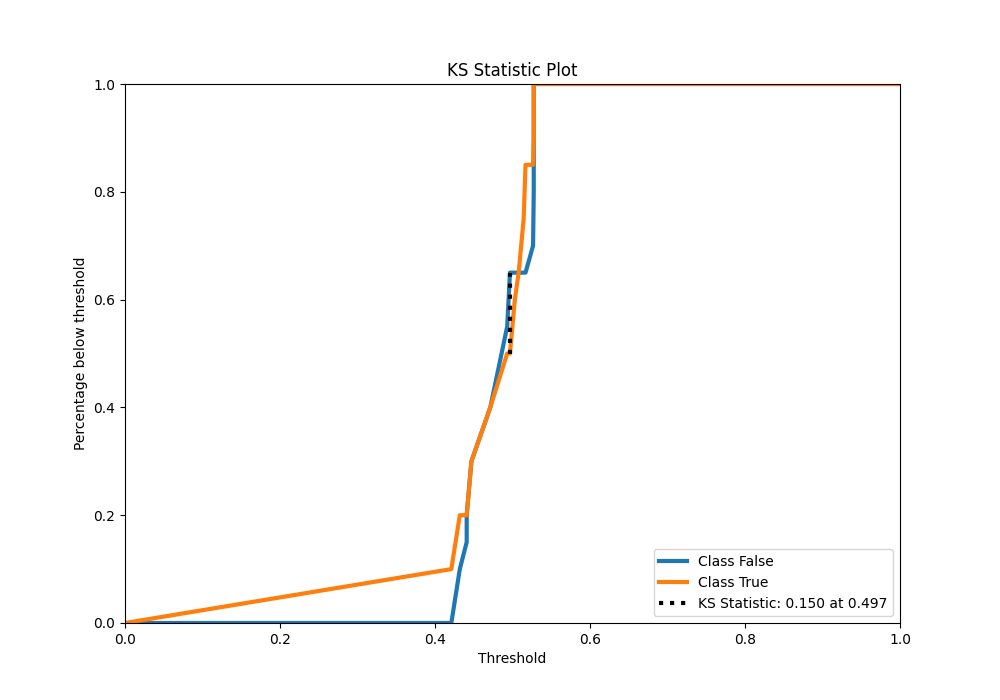 KS Statistic Plot
1.0
0.8
0.6
0.4
0.2
0.0
Percentage below threshold
0.0 0.2 0.4 0.6 0.8 1.0
Threshold
Class False
Class True
KS Statistic: 0.150 at 0.497